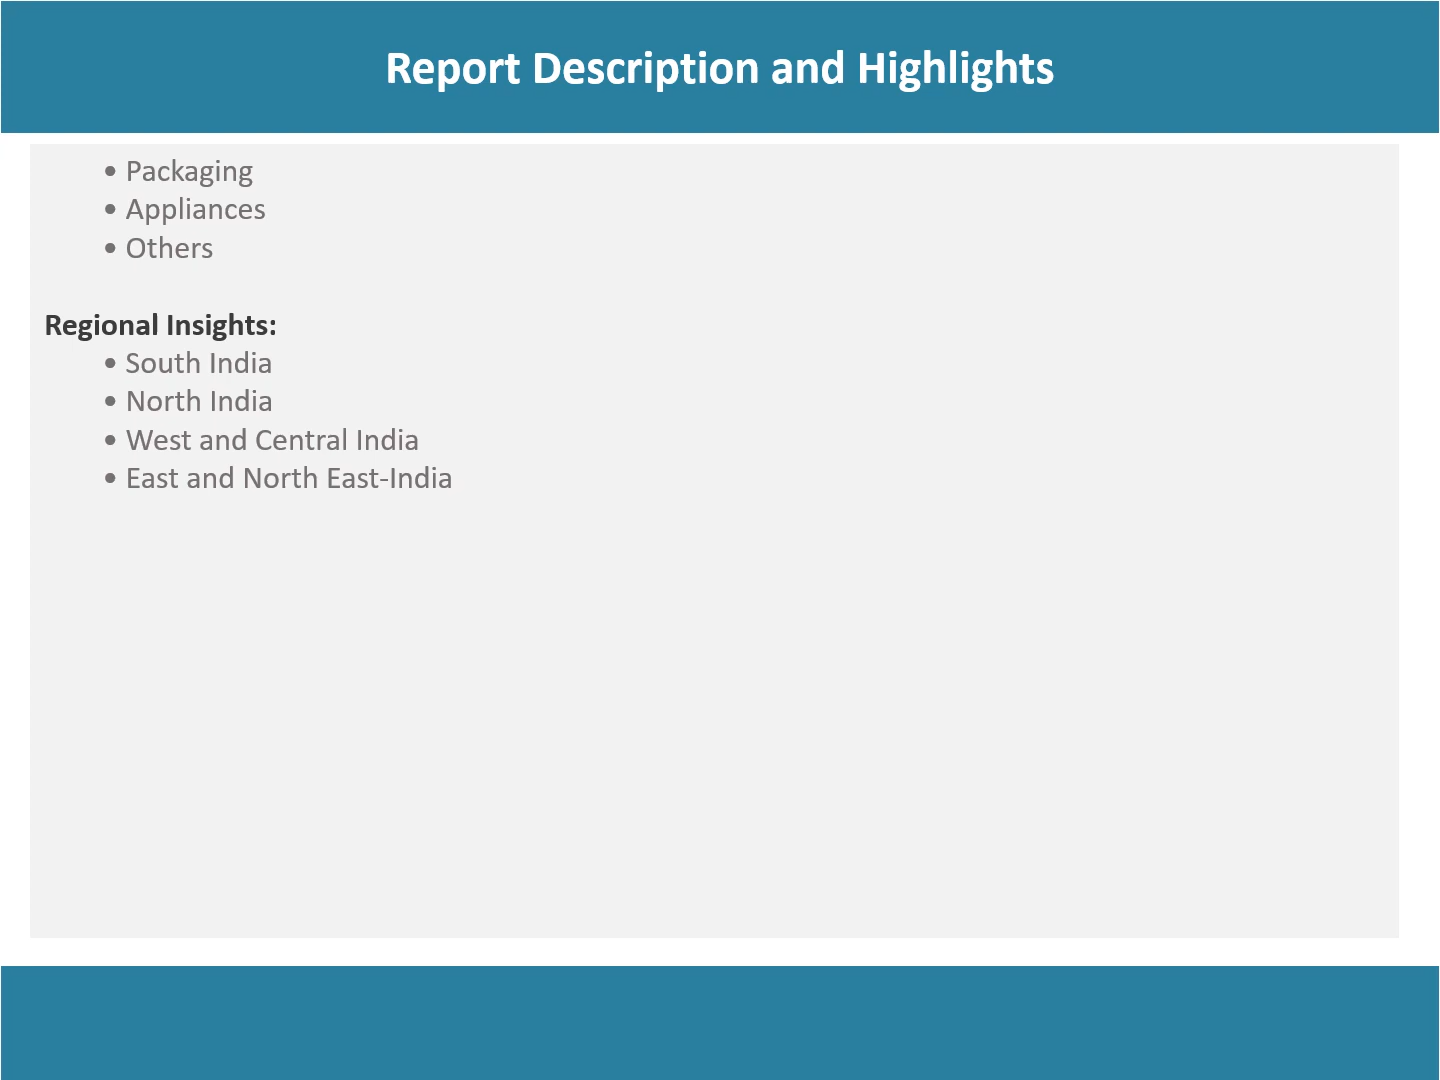 Report Description and Highlights
• Packaging
• Appliances
• Others
Regional Insights:
• South India
• North India
• West and Central India
• East and North East-India